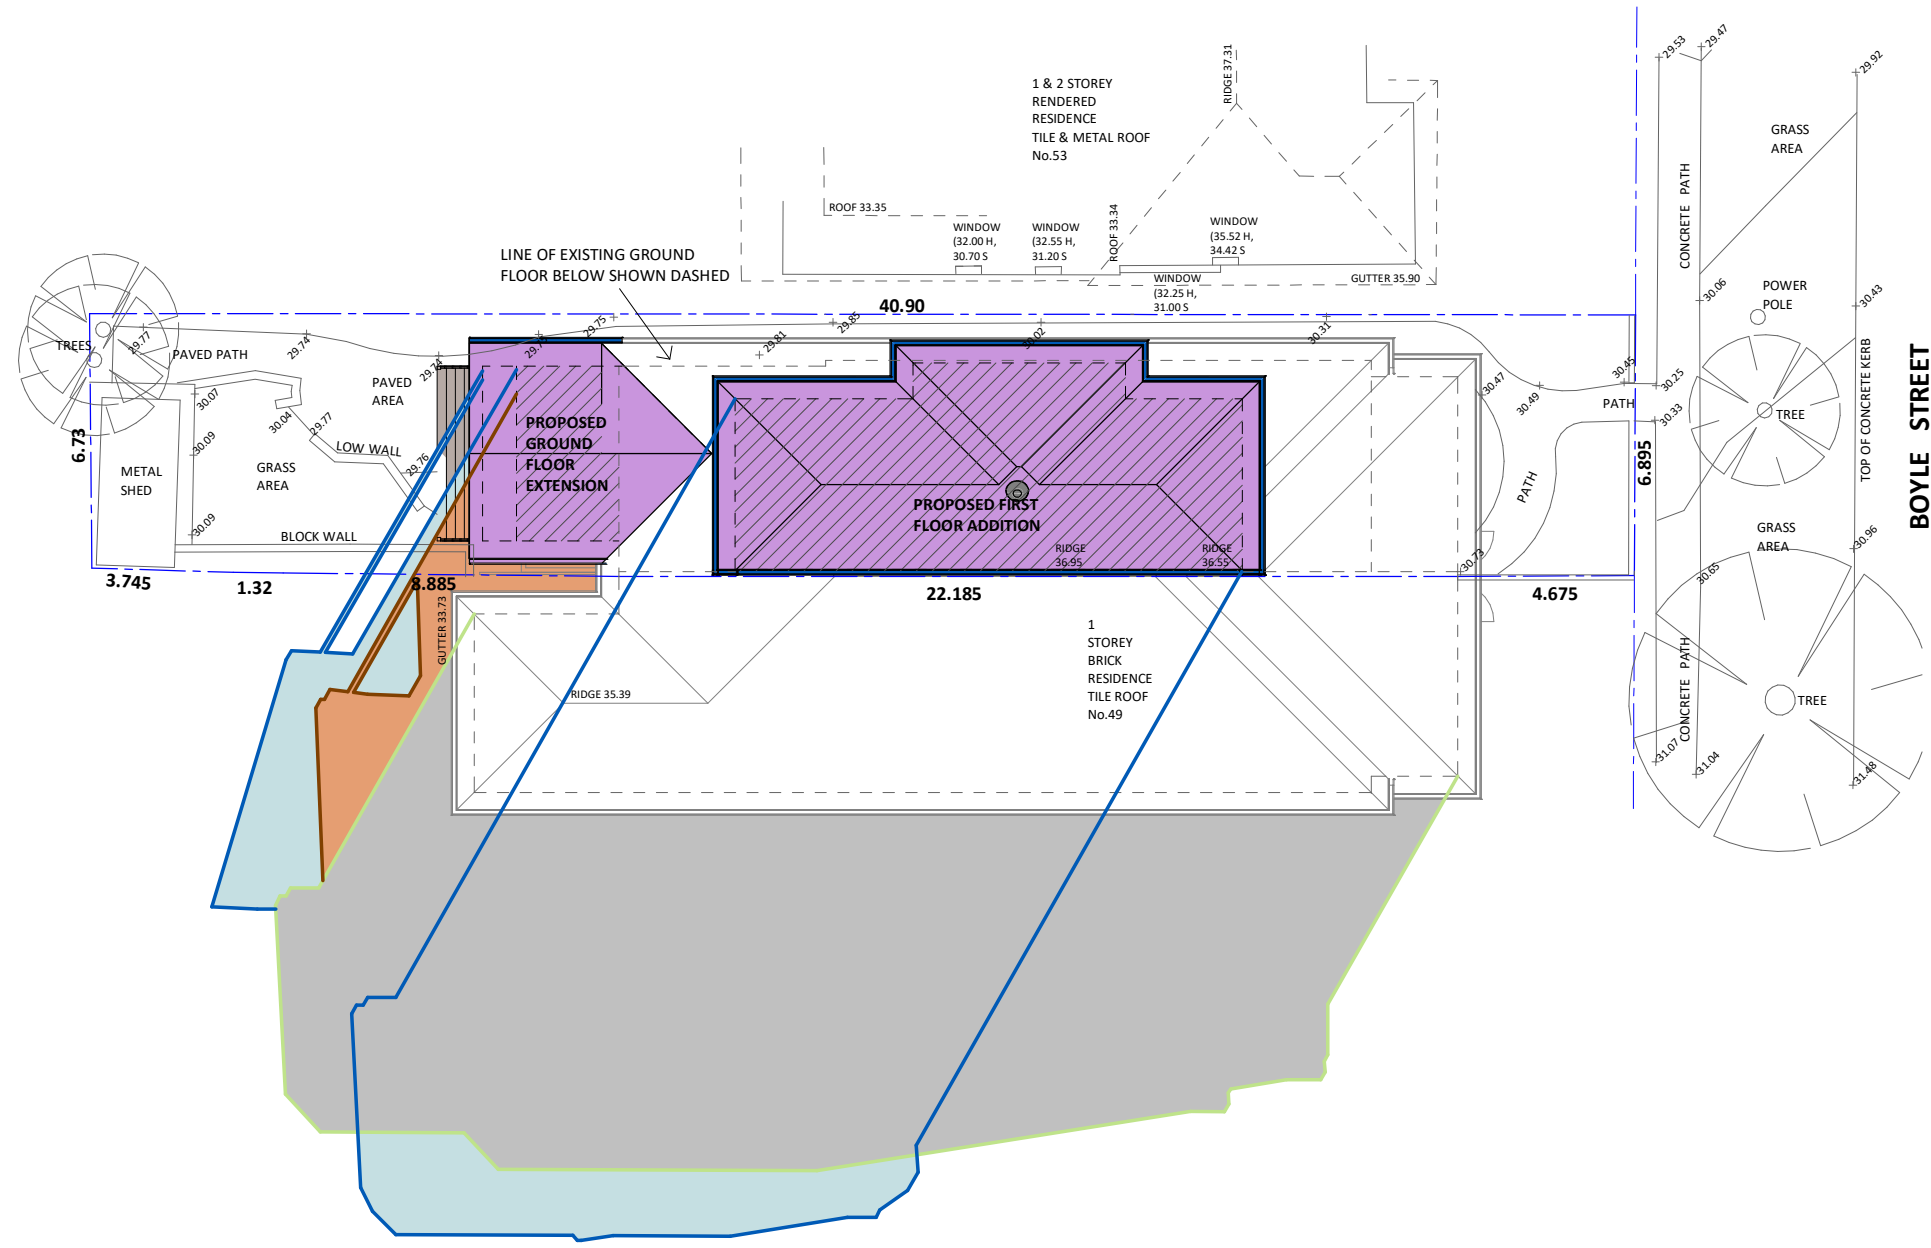 29.53
29.47
29.92
1 & 2 STOREY
RENDERED
RESIDENCE
TILE & METAL ROOF
No.53
RIDGE 37.31
GRASS
AREA
CONCRETE PATH
ROOF 33.35
ROOF 33.34
WINDOW
(32.00 H,
30.70 S
WINDOW
(32.55 H,
31.20 S
WINDOW
(35.52 H,
34.42 S
WINDOW
(32.25 H,
31.00 S
GUTTER 35.90
LINE OF EXISTING GROUND
FLOOR BELOW SHOWN DASHED
40.90
POWER
POLE
30.06
30.43
TREES
29.77
PAVED PATH
29.74
29.74
29.75
29.81
29.85
30.02
30.31
PAVED
AREA
30.07
30.04
29.77
30.09
LOW WALL
29.76
6.73
METAL
SHED
GRASS
AREA
30.09
BLOCK WALL
PROPOSED
GROUND
FLOOR
EXTENSION
PROPOSED FIRST
FLOOR ADDITION
RIDGE
36.95
RIDGE
36.55
30.47
30.49
30.45
30.25
PATH
30.33
TREE
TOP OF CONCRETE KERB
BOYLE STREET
6.895
PATH
GRASS
AREA
30.96
30.73
30.65
3.745
1.32
8.885
22.185
4.675
GUTTER 33.73
RIDGE 35.39
1
STOREY
BRICK
RESIDENCE
TILE ROOF
No.49
CONCRETE PATH
TREE
31.07
31.04
31.48